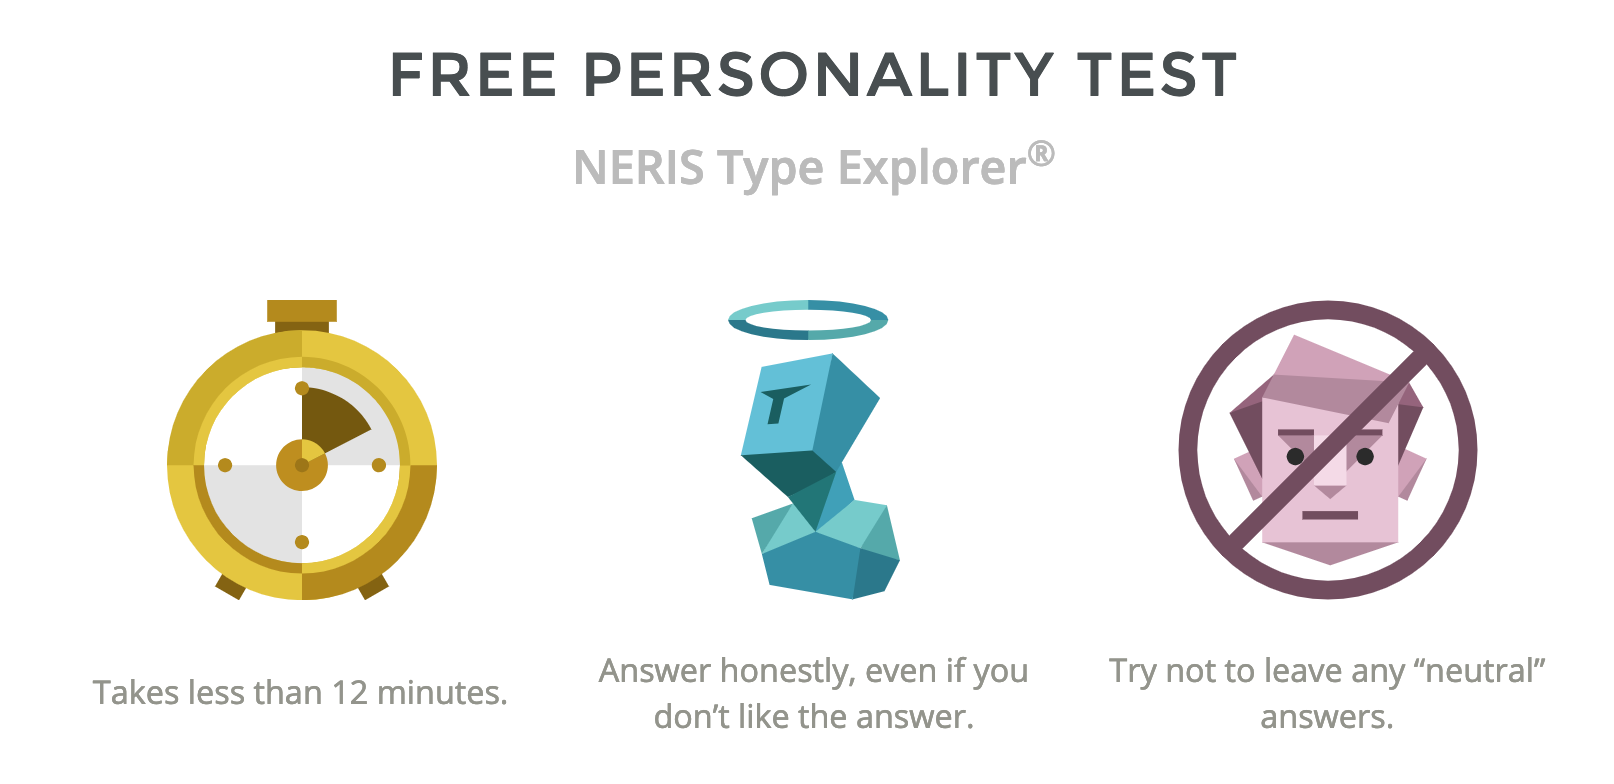 FREE PERSONALITY TEST
NERIS Type Explorer®
Takes less than 12 minutes.
Answer honestly, even if you
don’t like the answer.
Try not to leave any “neutral”
answers.